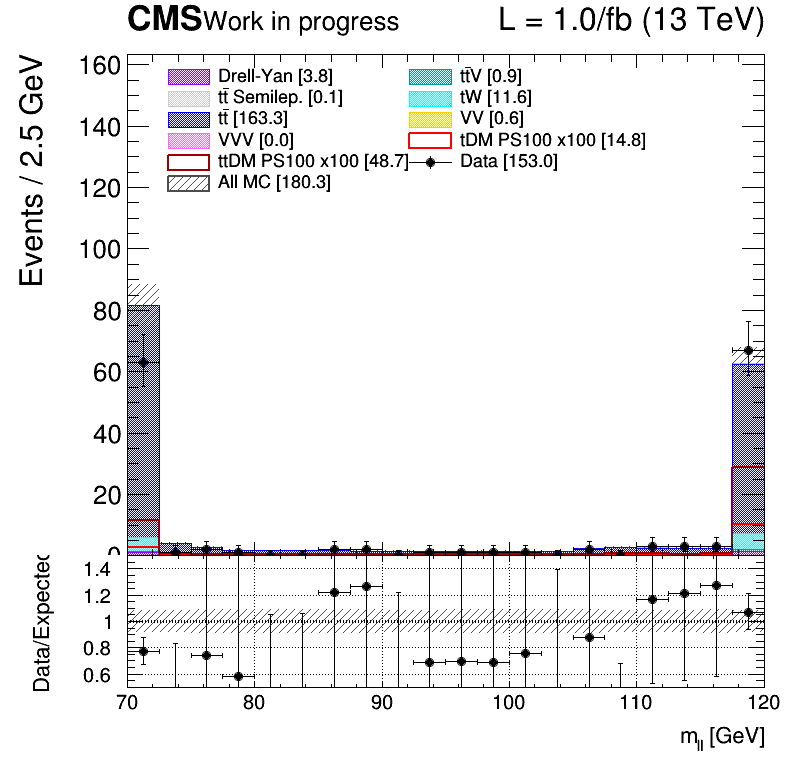 CMS Work in progress L = 1.0/fb (13 TeV)
Events / 2.5 GeV
160
140
120
100
80
60
40
20
0
Drell-Yan [3.8]
tt̄V [0.9]
tt̄ Semilep. [0.1]
tW [11.6]
tt̄ [163.3]
VV [0.6]
VVV [0.0]
tDM PS100 x100 [14.8]
ttDM PS100 x100 [48.7]
Data [153.0]
All MC [180.3]
Data/Expected
1.4
1.2
1
0.8
0.6
70 80 90 100 110 120
m_ll [GeV]